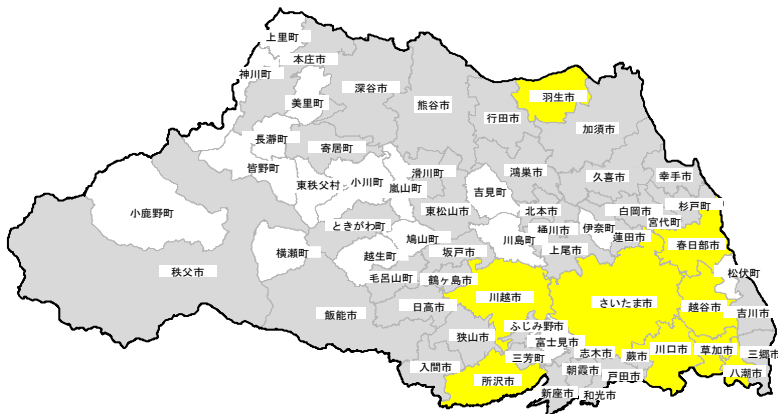 上里町
本庄市
神川町
美里町
深谷市
熊谷市
羽生市
行田市
加須市
長瀞町
寄居町
皆野町
東秩父村
小川町
嵐山町
滑川町
吉見町
鴻巣市
久喜市
幸手市
小鹿野町
ときがわ町
東松山市
北本市
桶川市
伊奈町
白岡市
宮代町
杉戸町
横瀬町
越生町
鳩山町
川島町
上尾市
蓮田市
春日部市
秩父市
毛呂山町
坂戸市
鶴ヶ島市
松伏町
飯能市
日高市
川越市
さいたま市
越谷市
吉川市
狭山市
ふじみ野市
富士見市
三芳町
志木市
蕨市
川口市
草加市
三郷市
入間市
所沢市
朝霞市
戸田市
八潮市
新座市
和光市